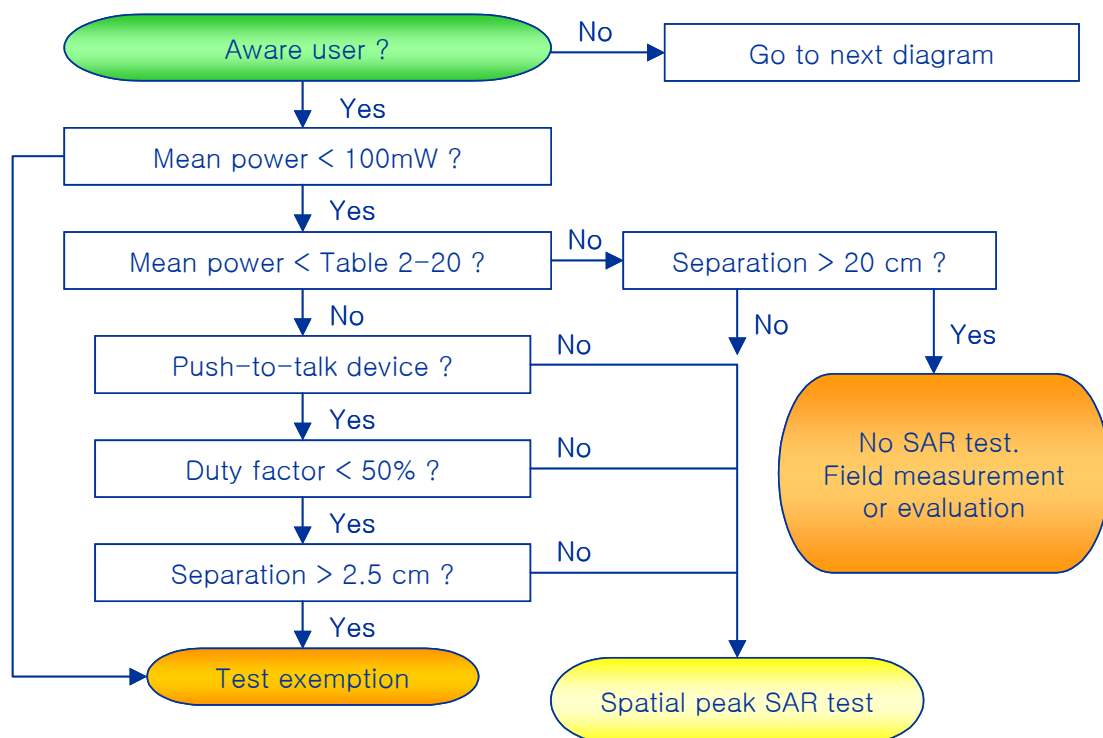 Aware user ?
No
Go to next diagram
Yes
Mean power < 100mW ?
Yes
Mean power < Table 2-20 ?
No
Separation > 20 cm ?
No
No
Yes
Push-to-talk device ?
No
Yes
Duty factor < 50% ?
No
No SAR test.
Field measurement
or evaluation
Yes
Separation > 2.5 cm ?
No
Yes
Test exemption
Spatial peak SAR test